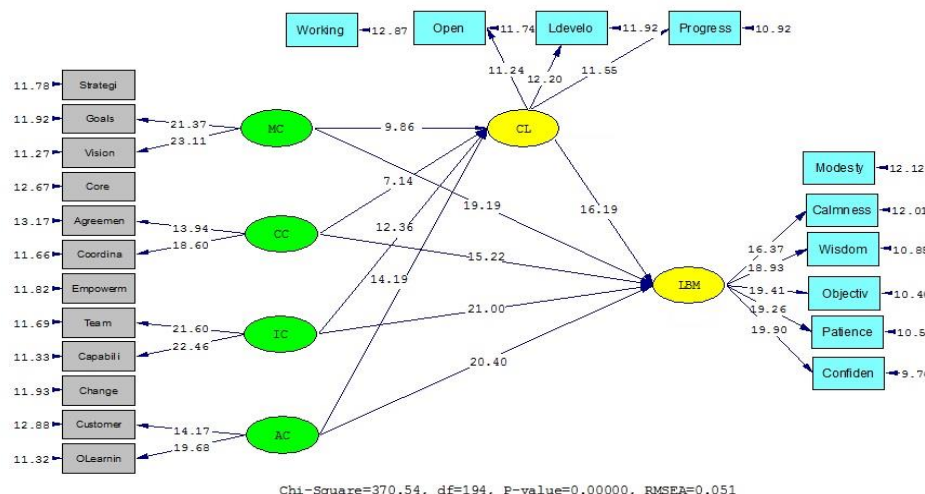 Working 12.87 Open 11.74 Ldevelo 11.92 Progress 10.92
11.24 12.20 11.55
11.78 Strategi
11.92 Goals
11.27 Vision
12.67 Core
13.17 Agreemen
11.66 Coordina
11.82 Empowerm
11.69 Team
11.33 Capabili
11.93 Change
12.88 Customer
11.32 OLearnin
21.37
23.11
13.94
18.60
21.60
22.46
14.17
19.68
MC
CC
IC
AC
9.86
7.14
12.36
14.19
19.19
15.22
21.00
20.40
CL
16.19
LBM
16.37
18.93
19.41
19.26
19.90
Modesty 12.12
Calmness 12.01
Wisdom
Objectiv
Patience
Confiden
Chi-Square=370.54, df=194, P-value=0.00000, RMSEA=0.051